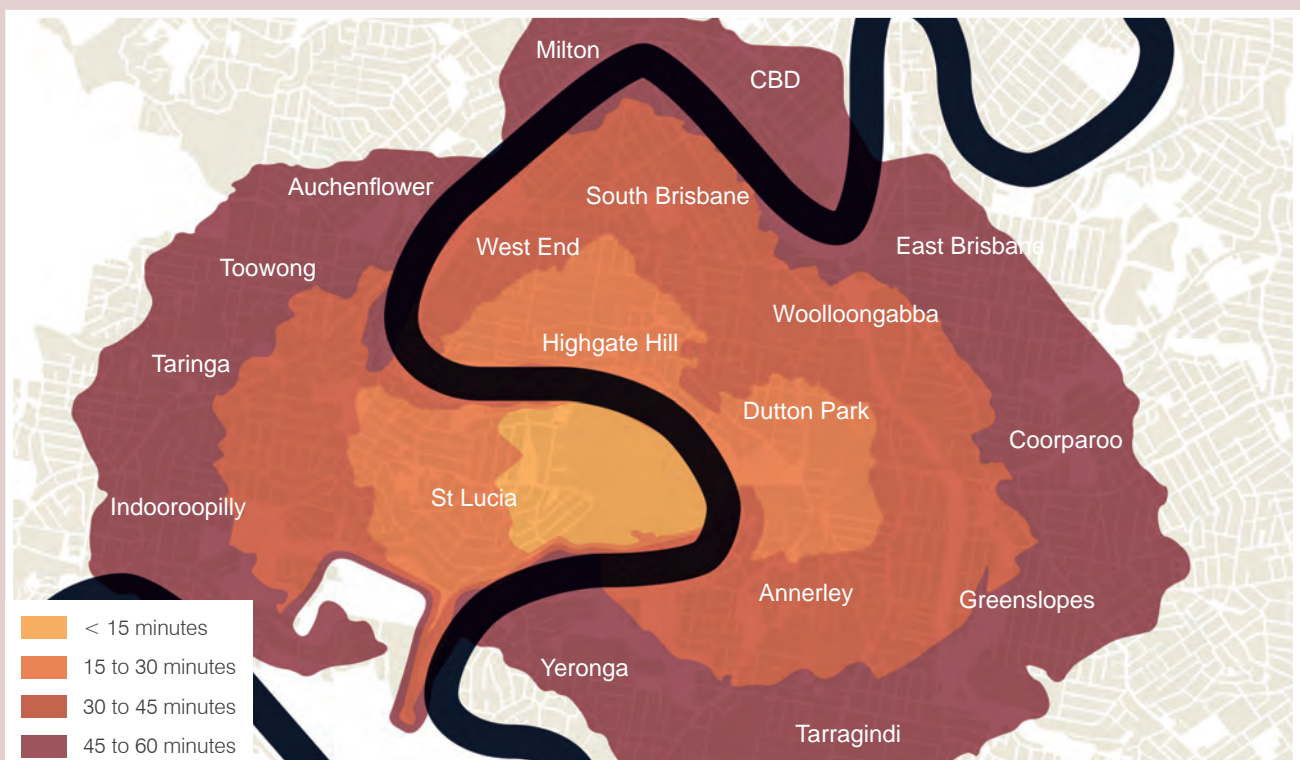 Milton
CBD
Auchenflower
South Brisbane
West End
East Brisbane
Toowong
Woolloongabba
Highgate Hill
Taringa
Dutton Park
Coorparoo
St Lucia
Indooroopilly
Annerley
Greenslopes
Yeronga
Tarragindi
< 15 minutes
15 to 30 minutes
30 to 45 minutes
45 to 60 minutes